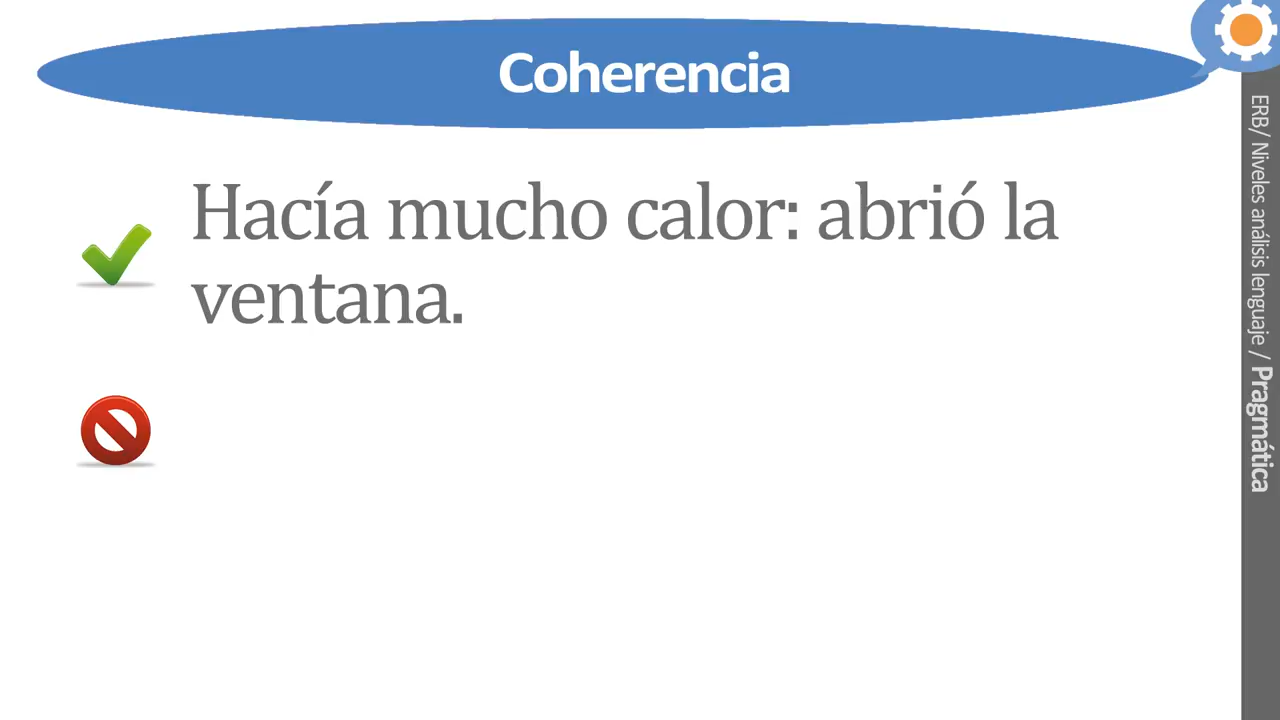 Coherencia
Hacía mucho calor: abrió la
ventana.
ERB/ Niveles análisis lenguaje / Pragmática